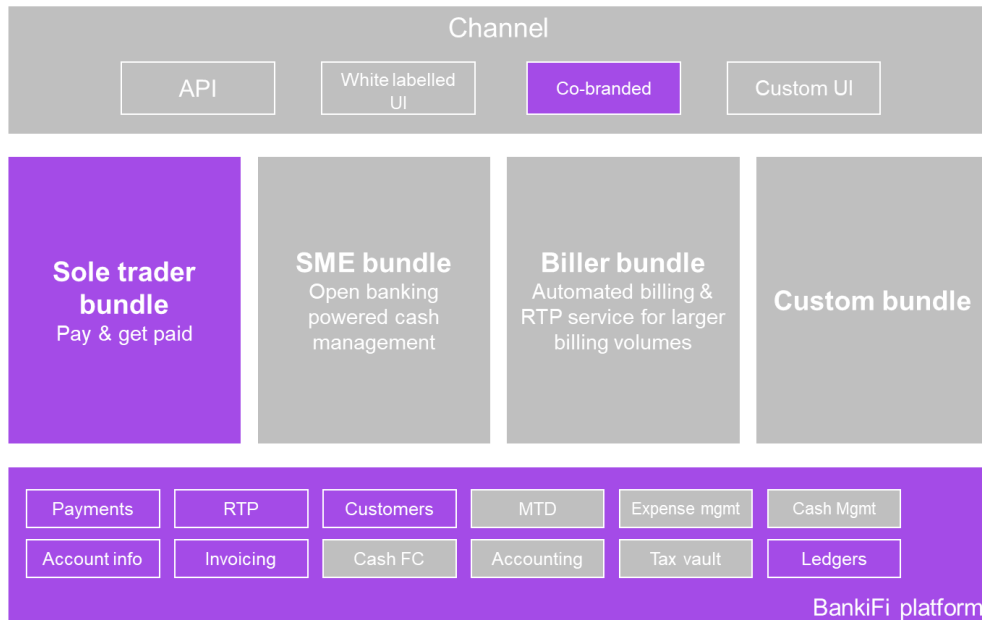 Channel
API
White labelled
UI
Co-branded
Custom UI
Sole trader
bundle
Pay & get paid
SME bundle
Open banking
powered cash
management
Biller bundle
Automated billing &
RTP service for larger
billing volumes
Custom bundle
Payments
RTP
Customers
MTD
Expense mgmt
Cash Mgmt
Account info
Invoicing
Cash FC
Accounting
Tax vault
Ledgers
BankiFi platform